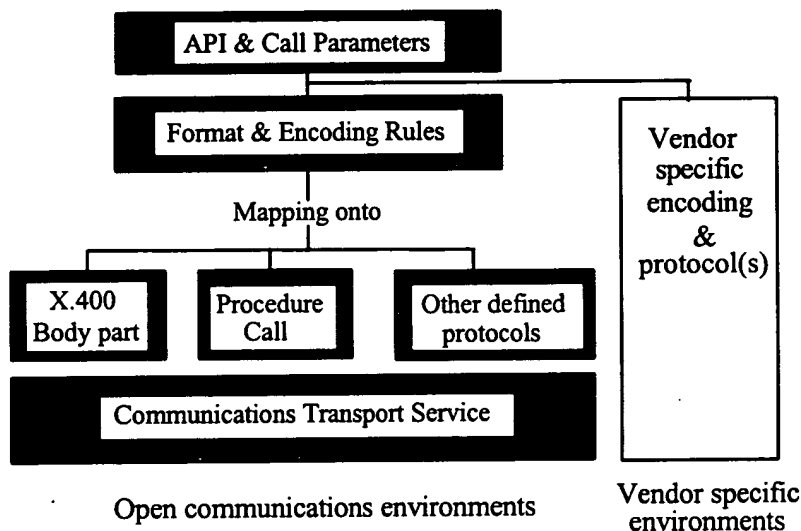 API & Call Parameters
Format & Encoding Rules
Mapping onto
X.400
Body part
Procedure
Call
Other defined
protocols
Communications Transport Service
Open communications environments
Vendor
specific
encoding
&
protocol(s)
Vendor specific
environments